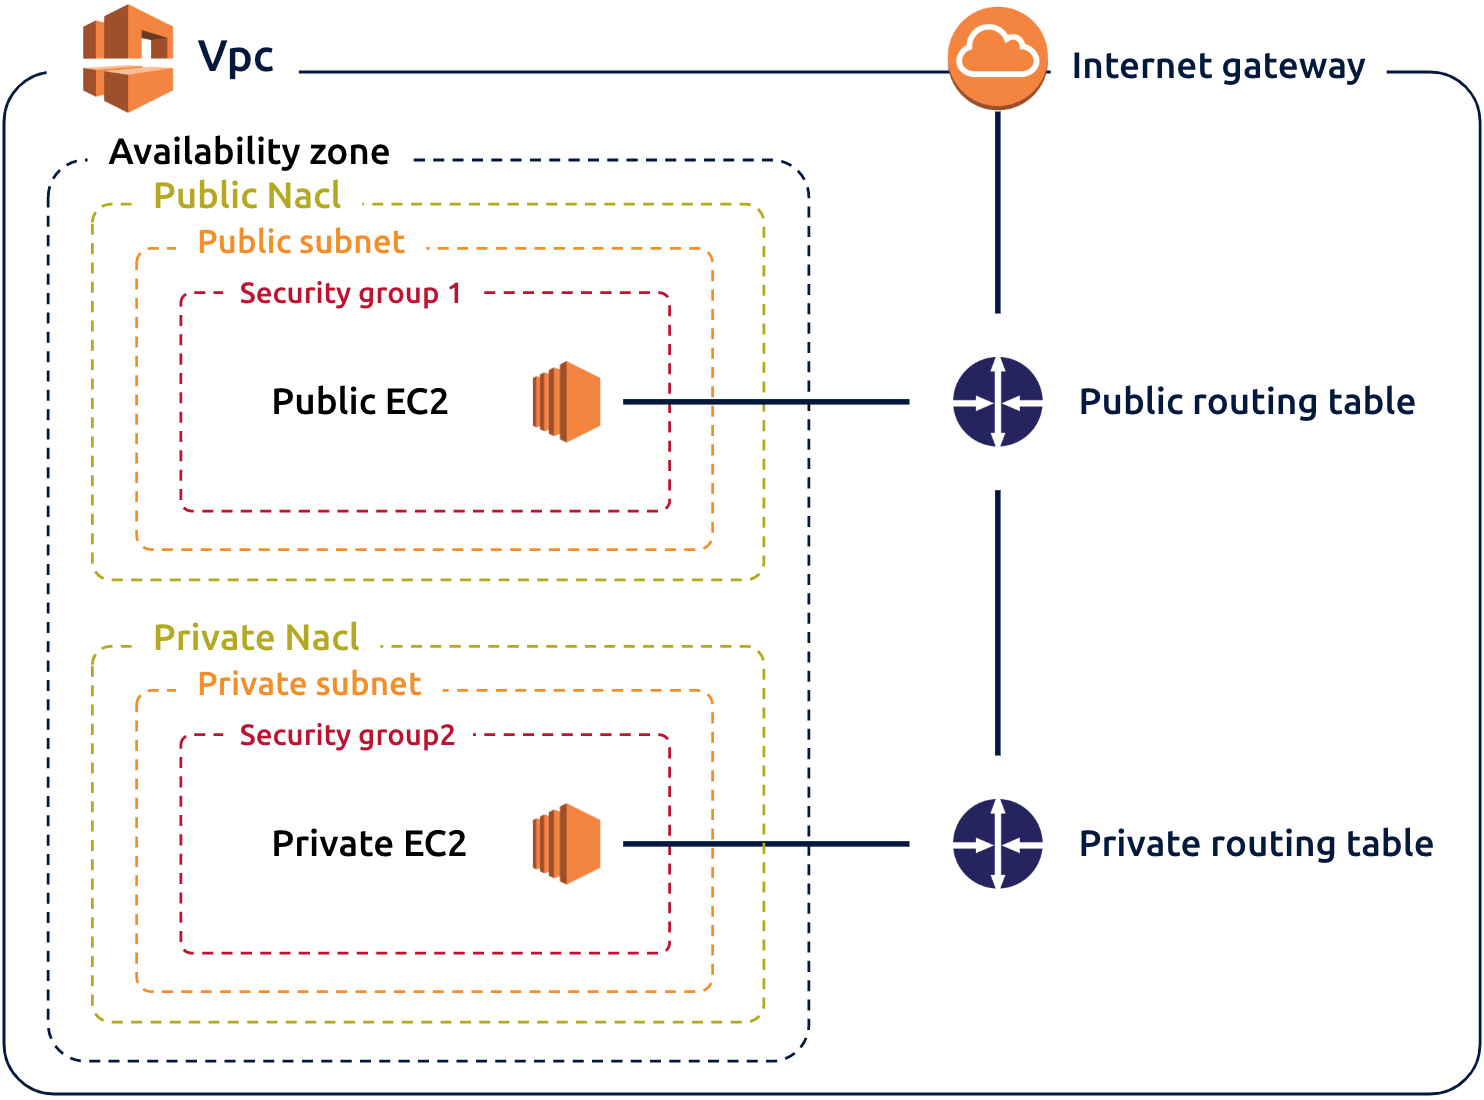 Vpc
Internet gateway
Availability zone
Public Nacl
Public subnet
Security group 1
Public EC2
Public routing table
Private Nacl
Private subnet
Security group2
Private EC2
Private routing table